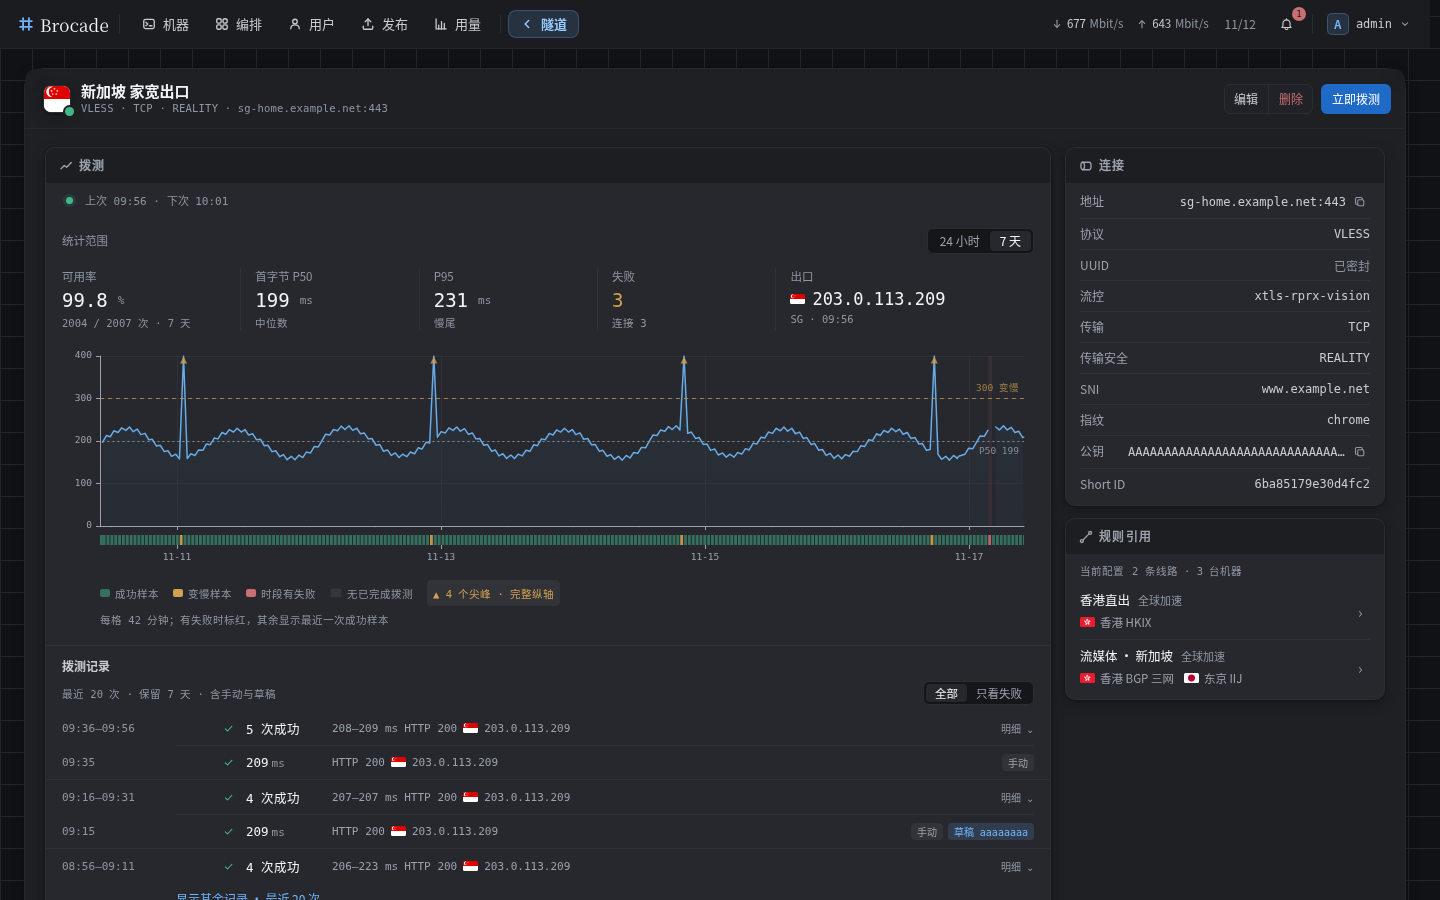 Brocade 机器 编排 用户 发布 用量 隧道 ↓ 677 Mbit/s ↑ 643 Mbit/s 11/12 1 A admin
新加坡 家宽出口
VLESS · TCP · REALITY · sg-home.example.net:443
编辑 删除 立即拨测
拨测
上次 09:56 · 下次 10:01
统计范围 24 小时 7 天
可用率 首字节 P50 P95 失败 出口
99.8 % 199 ms 231 ms 3 203.0.113.209
2004 / 2007 次 · 7 天 中位数 慢尾 连接 3 SG · 09:56
400
300
200
100
0
300 变慢
P50 199
11-11 11-13 11-15 11-17
成功样本 变慢样本 时段有失败 无已完成拨测 ▲ 4 个尖峰 · 完整纵轴
每格 42 分钟；有失败时标红，其余显示最近一次成功样本
拨测记录
最近 20 次 · 保留 7 天 · 含手动与草稿 全部 只看失败
09:36–09:56 ✓ 5 次成功 208–209 ms HTTP 200 203.0.113.209 明细
09:35 ✓ 209 ms HTTP 200 203.0.113.209 手动
09:16–09:31 ✓ 4 次成功 207–207 ms HTTP 200 203.0.113.209 明细
09:15 ✓ 209 ms HTTP 200 203.0.113.209 手动 草稿 aaaaaaaa
08:56–09:11 ✓ 4 次成功 206–223 ms HTTP 200 203.0.113.209 明细
显示其余记录 · 最近 20 次
连接
地址 sg-home.example.net:443
协议 VLESS
UUID 已密封
流控 xtls-rprx-vision
传输 TCP
传输安全 REALITY
SNI www.example.net
指纹 chrome
公钥 AAAAAAAAAAAAAAAAAAAAAAAAAAAAA…
Short ID 6ba85179e30d4fc2
规则引用
当前配置 2 条线路 · 3 台机器
香港直出 全球加速
香港 HKIX
流媒体 · 新加坡 全球加速
香港 BGP 三网 东京 IIJ